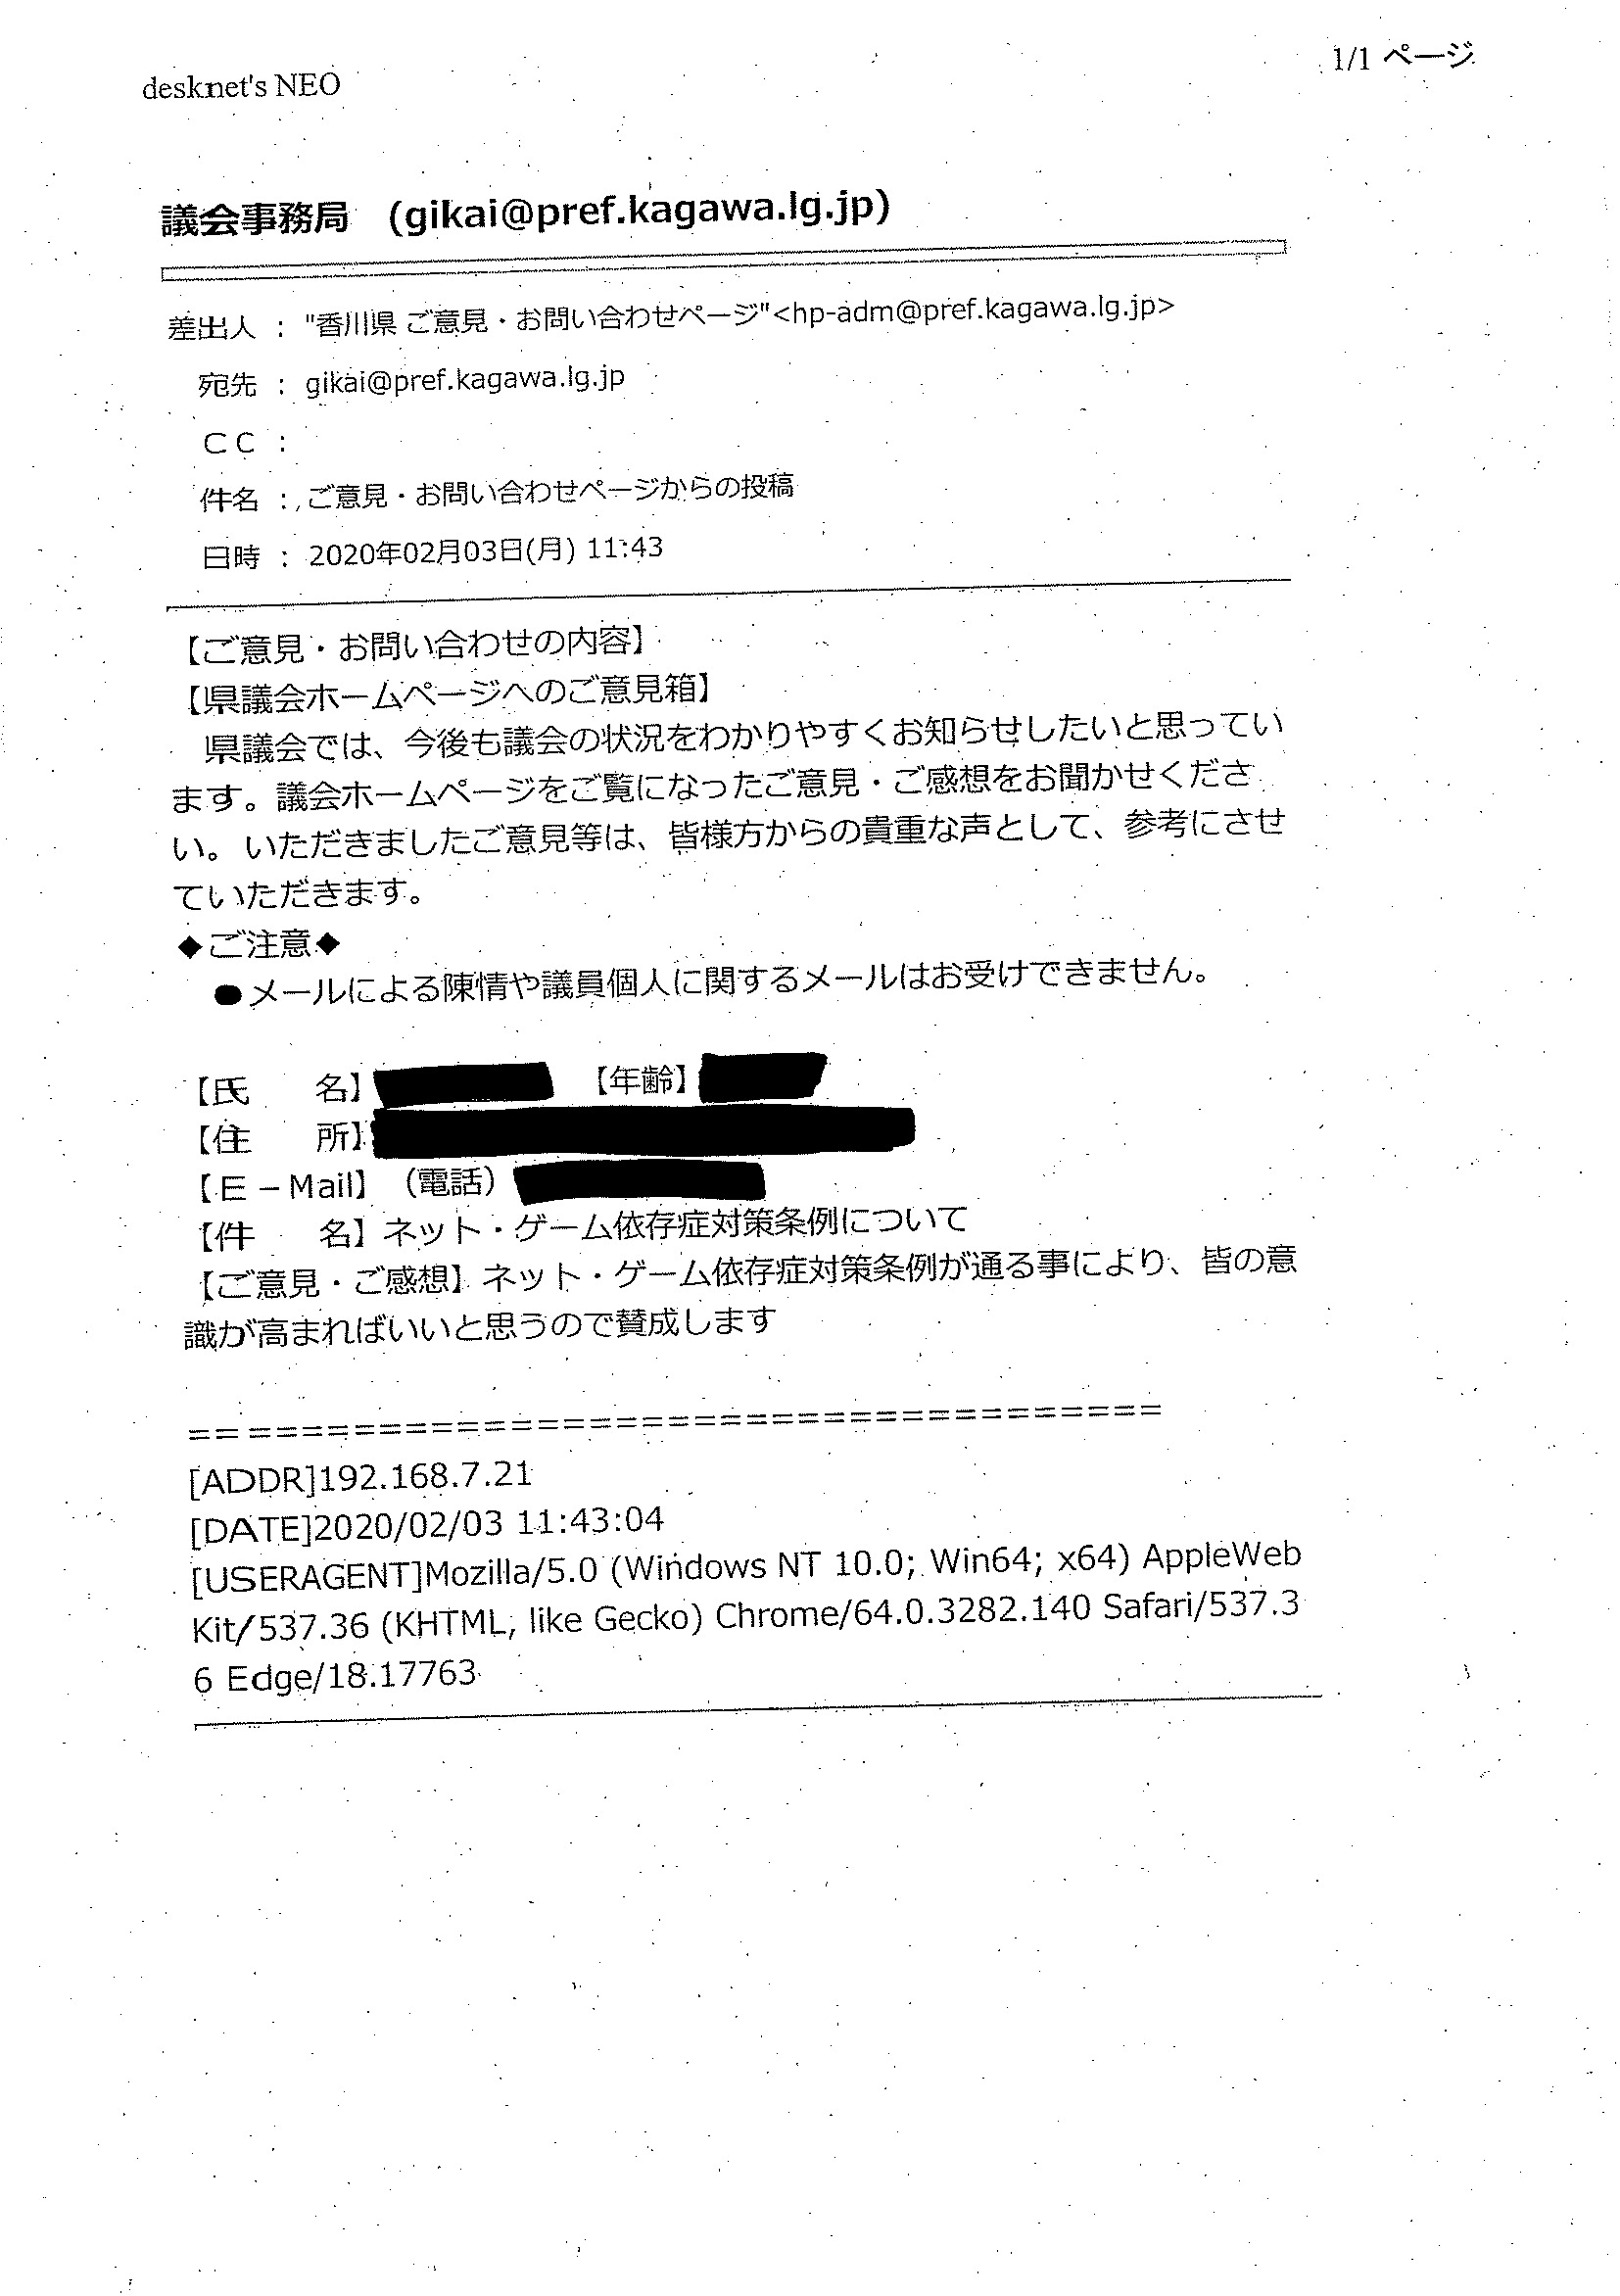 desknet's NEO
1/1 ページ
議会事務局　(gikai@pref.kagawa.lg.jp)
差出人 ： "香川県 ご意見・お問い合わせページ"<hp-adm@pref.kagawa.lg.jp>
宛先 ： gikai@pref.kagawa.lg.jp
ＣＣ ：
件名 ： ご意見・お問い合わせページからの投稿
日時 ： 2020年02月03日(月) 11:43
【ご意見・お問い合わせの内容】
【県議会ホームページへのご意見箱】
　県議会では、今後も議会の状況をわかりやすくお知らせしたいと思ってい
ます。議会ホームページをご覧になったご意見・ご感想をお聞かせくださ
い。いただきましたご意見等は、皆様方からの貴重な声として、参考にさせ
ていただきます。
◆ご注意◆
　●メールによる陳情や議員個人に関するメールはお受けできません。
【氏　　名】　【年齢】
【住　　所】
【Ｅ－Mail】（電話）
【件　　名】ネット・ゲーム依存症対策条例について
【ご意見・ご感想】ネット・ゲーム依存症対策条例が通る事により、皆の意
識が高まればいいと思うので賛成します
=====================================
[ADDR]192.168.7.21
[DATE]2020/02/03 11:43:04
[USERAGENT]Mozilla/5.0 (Windows NT 10.0; Win64; x64) AppleWeb
Kit/537.36 (KHTML, like Gecko) Chrome/64.0.3282.140 Safari/537.3
6 Edge/18.17763